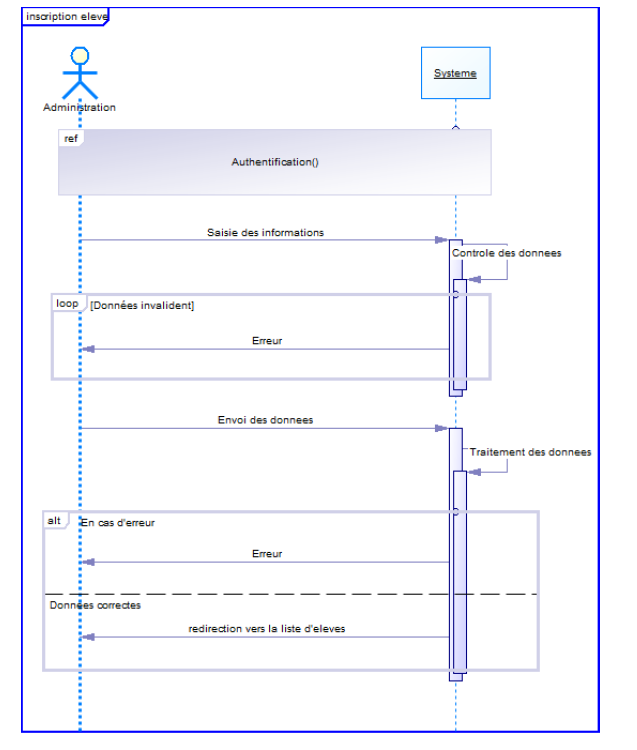 inscription eleve
Systeme
Administration
ref
Authentification()
Saisie des informations
Controle des donnees
loop
[Données invalident]
Erreur
Envoi des donnees
Traitement des donnees
alt
En cas d'erreur
Erreur
Données correctes
redirection vers la liste d'eleves